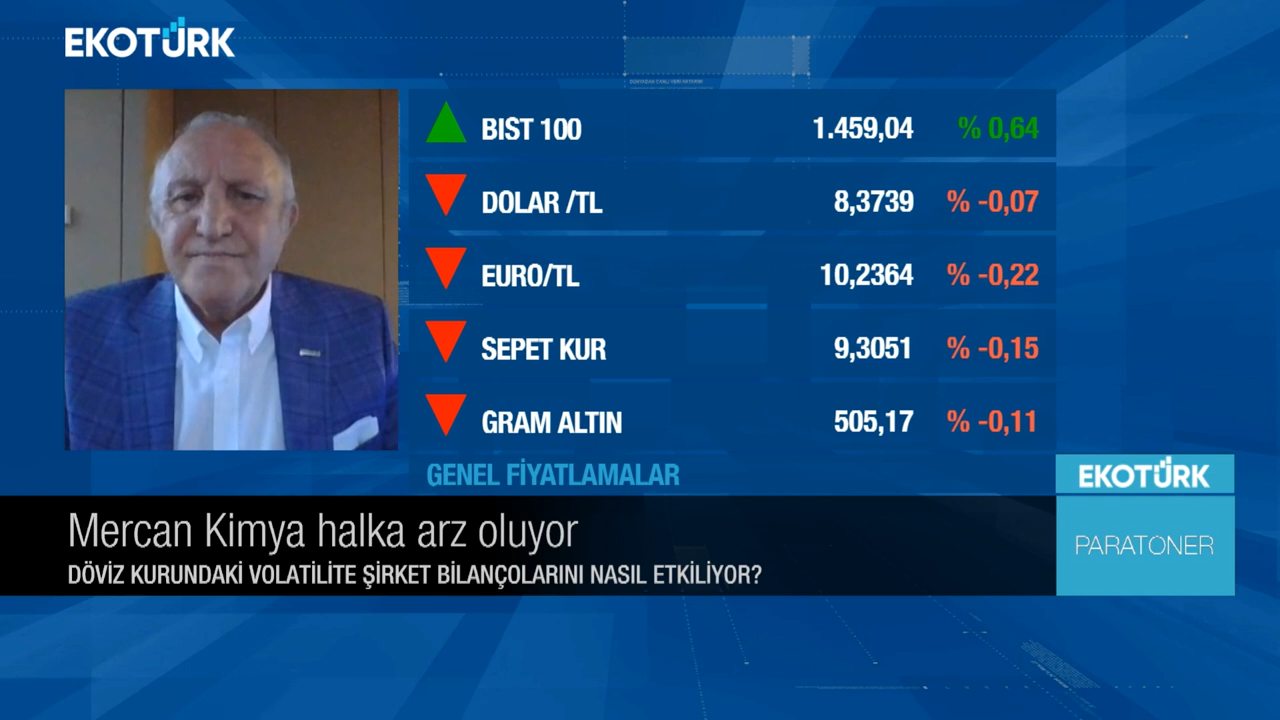 EKOTÜRK
BIST 100 1.459,04 % 0,64
DOLAR /TL 8,3739 % -0,07
EURO/TL 10,2364 % -0,22
SEPET KUR 9,3051 % -0,15
GRAM ALTIN 505,17 % -0,11
GENEL FİYATLAMALAR
EKOTÜRK
Mercan Kimya halka arz oluyor
PARATONER
DÖVİZ KURUNDAKİ VOLATİLİTE ŞİRKET BİLANÇOLARINI NASIL ETKİLİYOR?